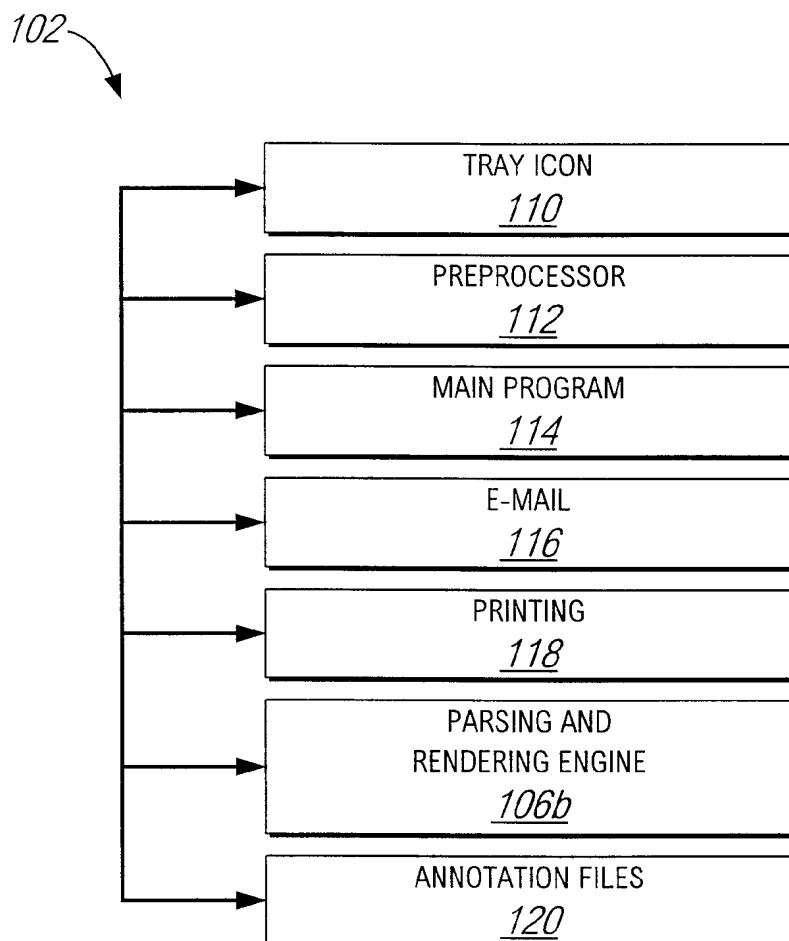 102
TRAY ICON
110
PREPROCESSOR
112
MAIN PROGRAM
114
E-MAIL
116
PRINTING
118
PARSING AND
RENDERING ENGINE
106b
ANNOTATION FILES
120